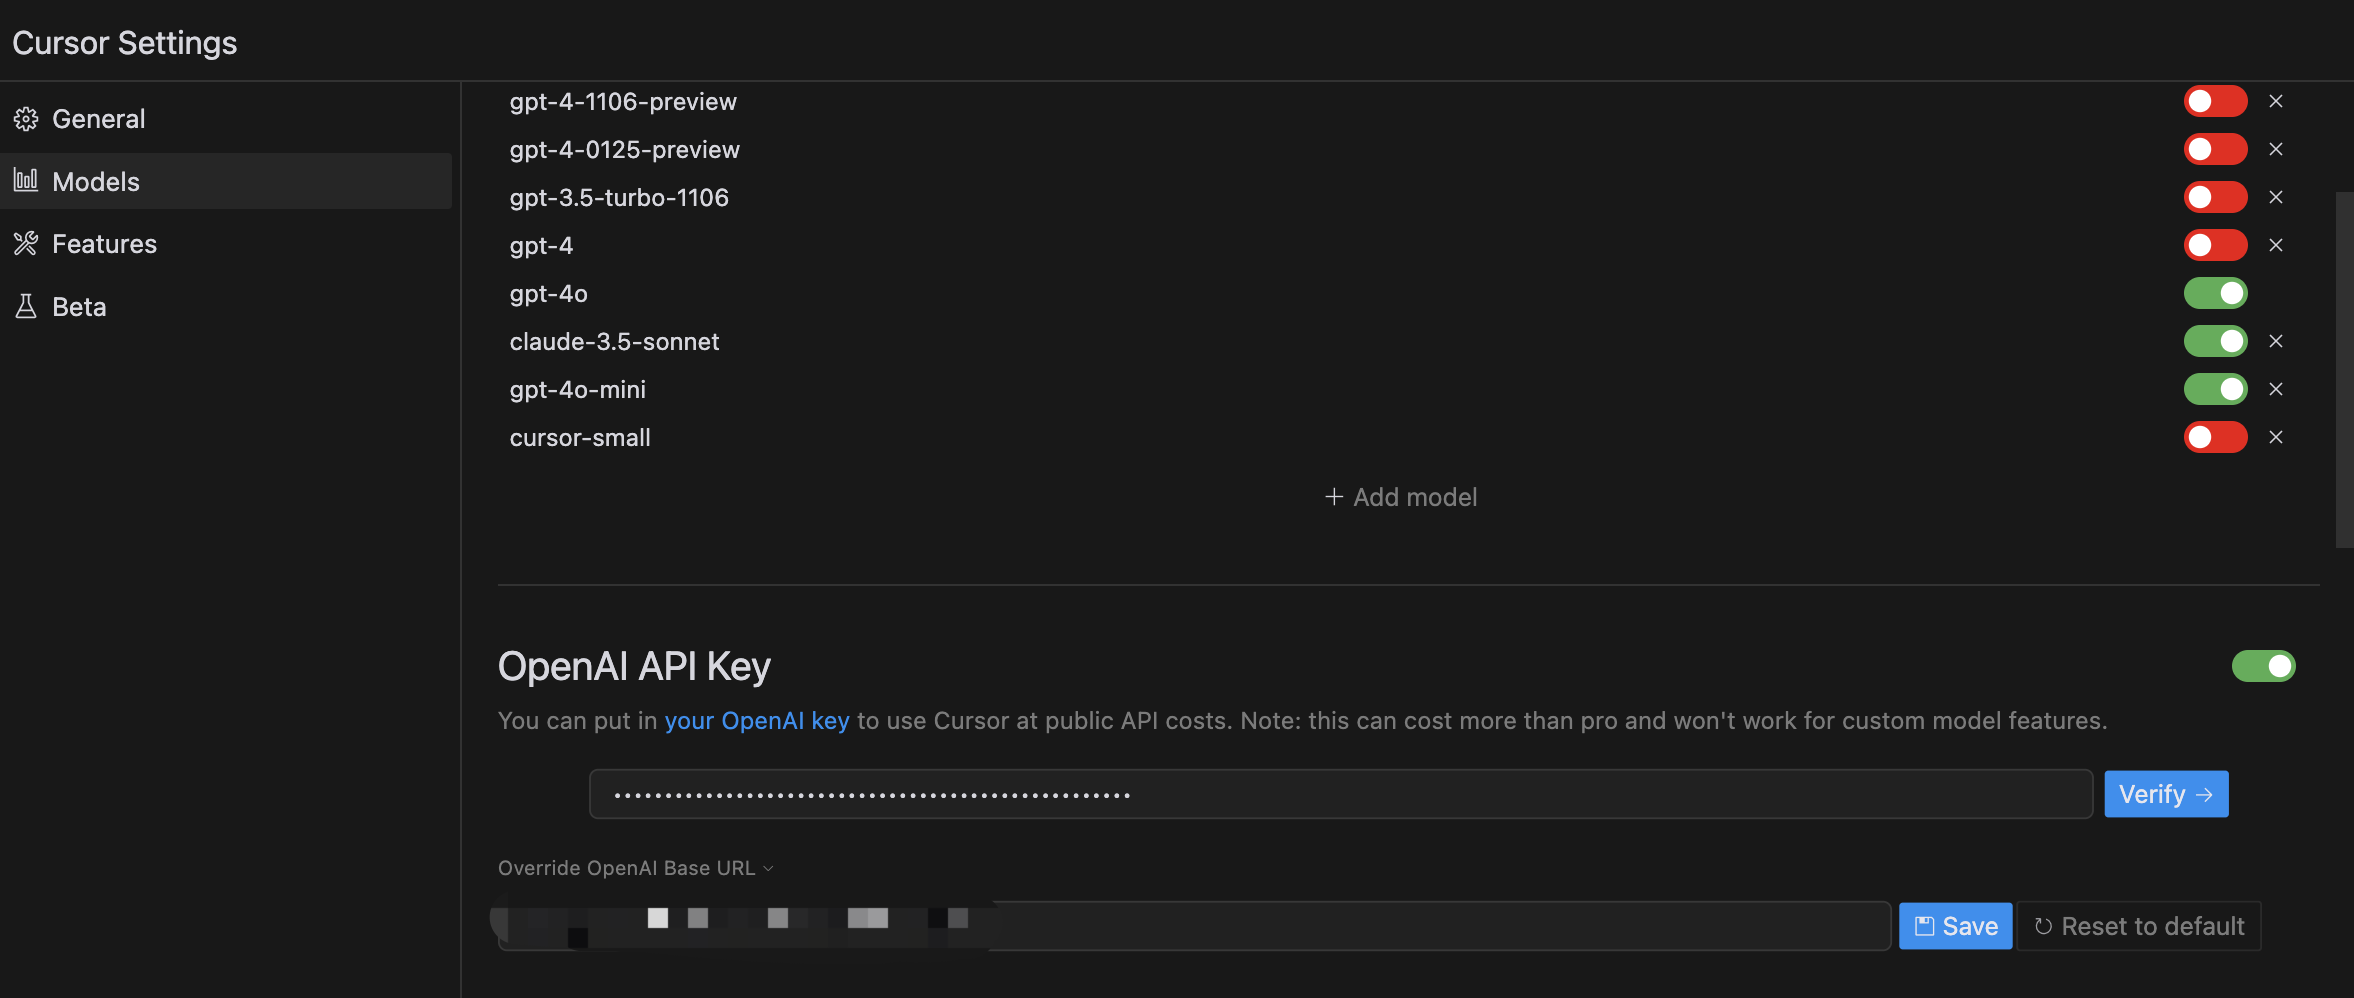 Cursor Settings
General
Models
Features
Beta
gpt-4-1106-preview
gpt-4-0125-preview
gpt-3.5-turbo-1106
gpt-4
gpt-4o
claude-3.5-sonnet
gpt-4o-mini
cursor-small
+ Add model
OpenAI API Key
You can put in your OpenAI key to use Cursor at public API costs. Note: this can cost more than pro and won't work for custom model features.
••••••••••••••••••••••••••••••••••••••••••••••••••• Verify →
Override OpenAI Base URL
Save Reset to default